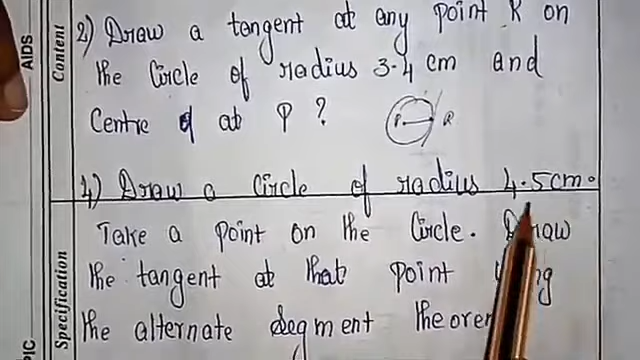 AIDS
Content
2) Draw a tangent at any point R on
the Circle of radius 3.4 cm and
Centre at P ?
P R
4) Draw a circle of radius 4.5cm.
Specification
Take a point on the Circle. Draw
the tangent at that point
the alternate segment
PIC